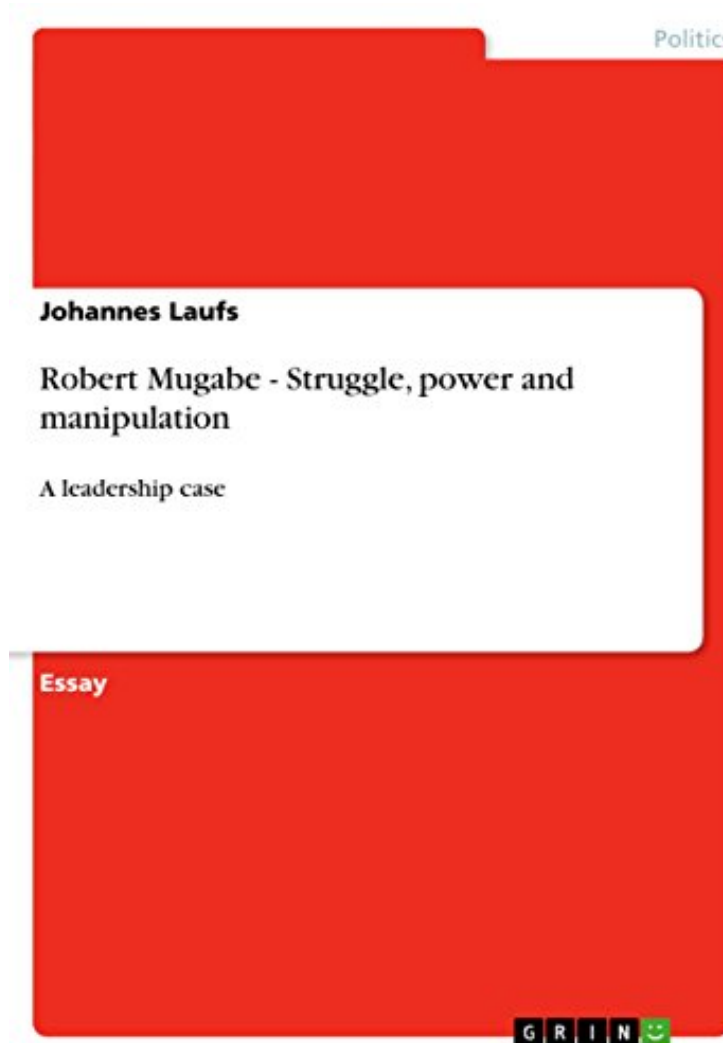 Politic
Johannes Laufs
Robert Mugabe - Struggle, power and
manipulation
A leadership case
Essay
GRIN